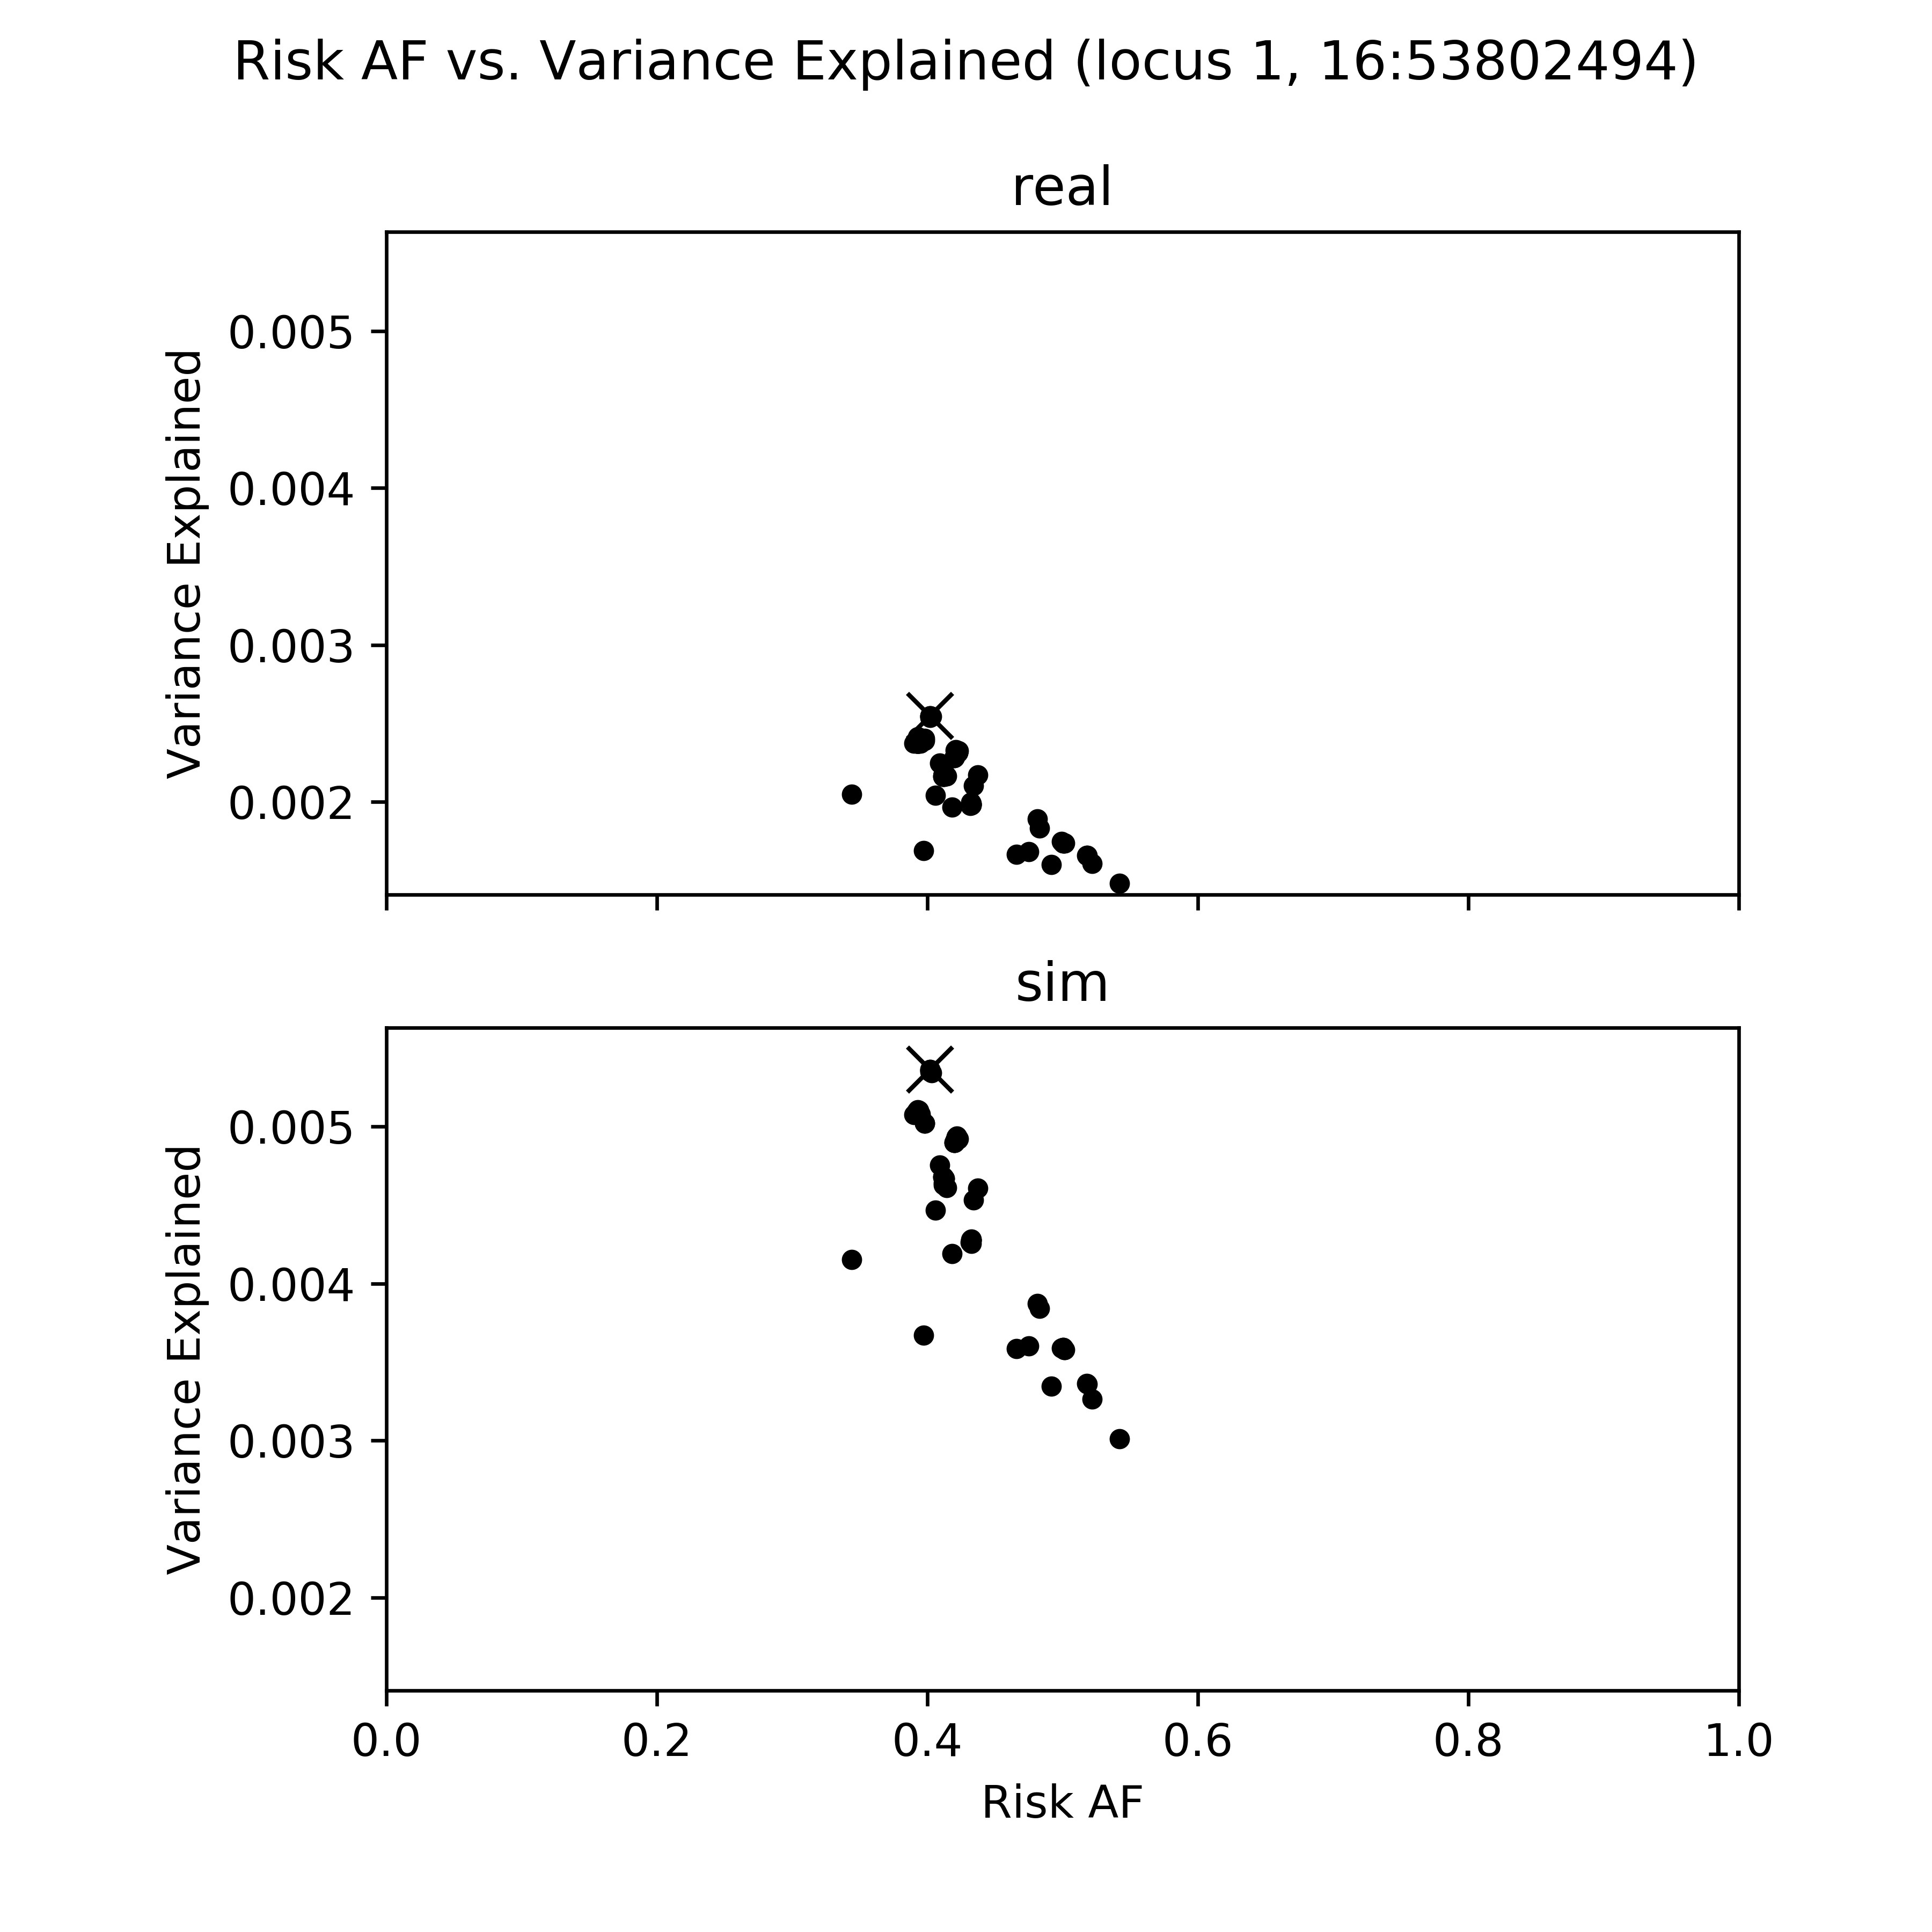 Risk AF vs. Variance Explained (locus 1, 16:53802494)
real
Variance Explained
0.005
0.004
0.003
0.002
sim
Variance Explained
0.005
0.004
0.003
0.002
0.0 0.2 0.4 0.6 0.8 1.0
Risk AF